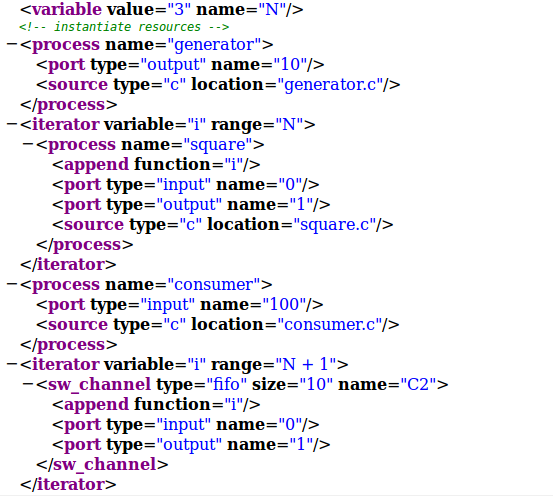 <variable value="3" name="N"/>
<!-- instantiate resources -->
−<process name="generator">
<port type="output" name="10"/>
<source type="c" location="generator.c"/>
</process>
−<iterator variable="i" range="N">
−<process name="square">
<append function="i"/>
<port type="input" name="0"/>
<port type="output" name="1"/>
<source type="c" location="square.c"/>
</process>
</iterator>
−<process name="consumer">
<port type="input" name="100"/>
<source type="c" location="consumer.c"/>
</process>
−<iterator variable="i" range="N + 1">
−<sw_channel type="fifo" size="10" name="C2">
<append function="i"/>
<port type="input" name="0"/>
<port type="output" name="1"/>
</sw_channel>
</iterator>